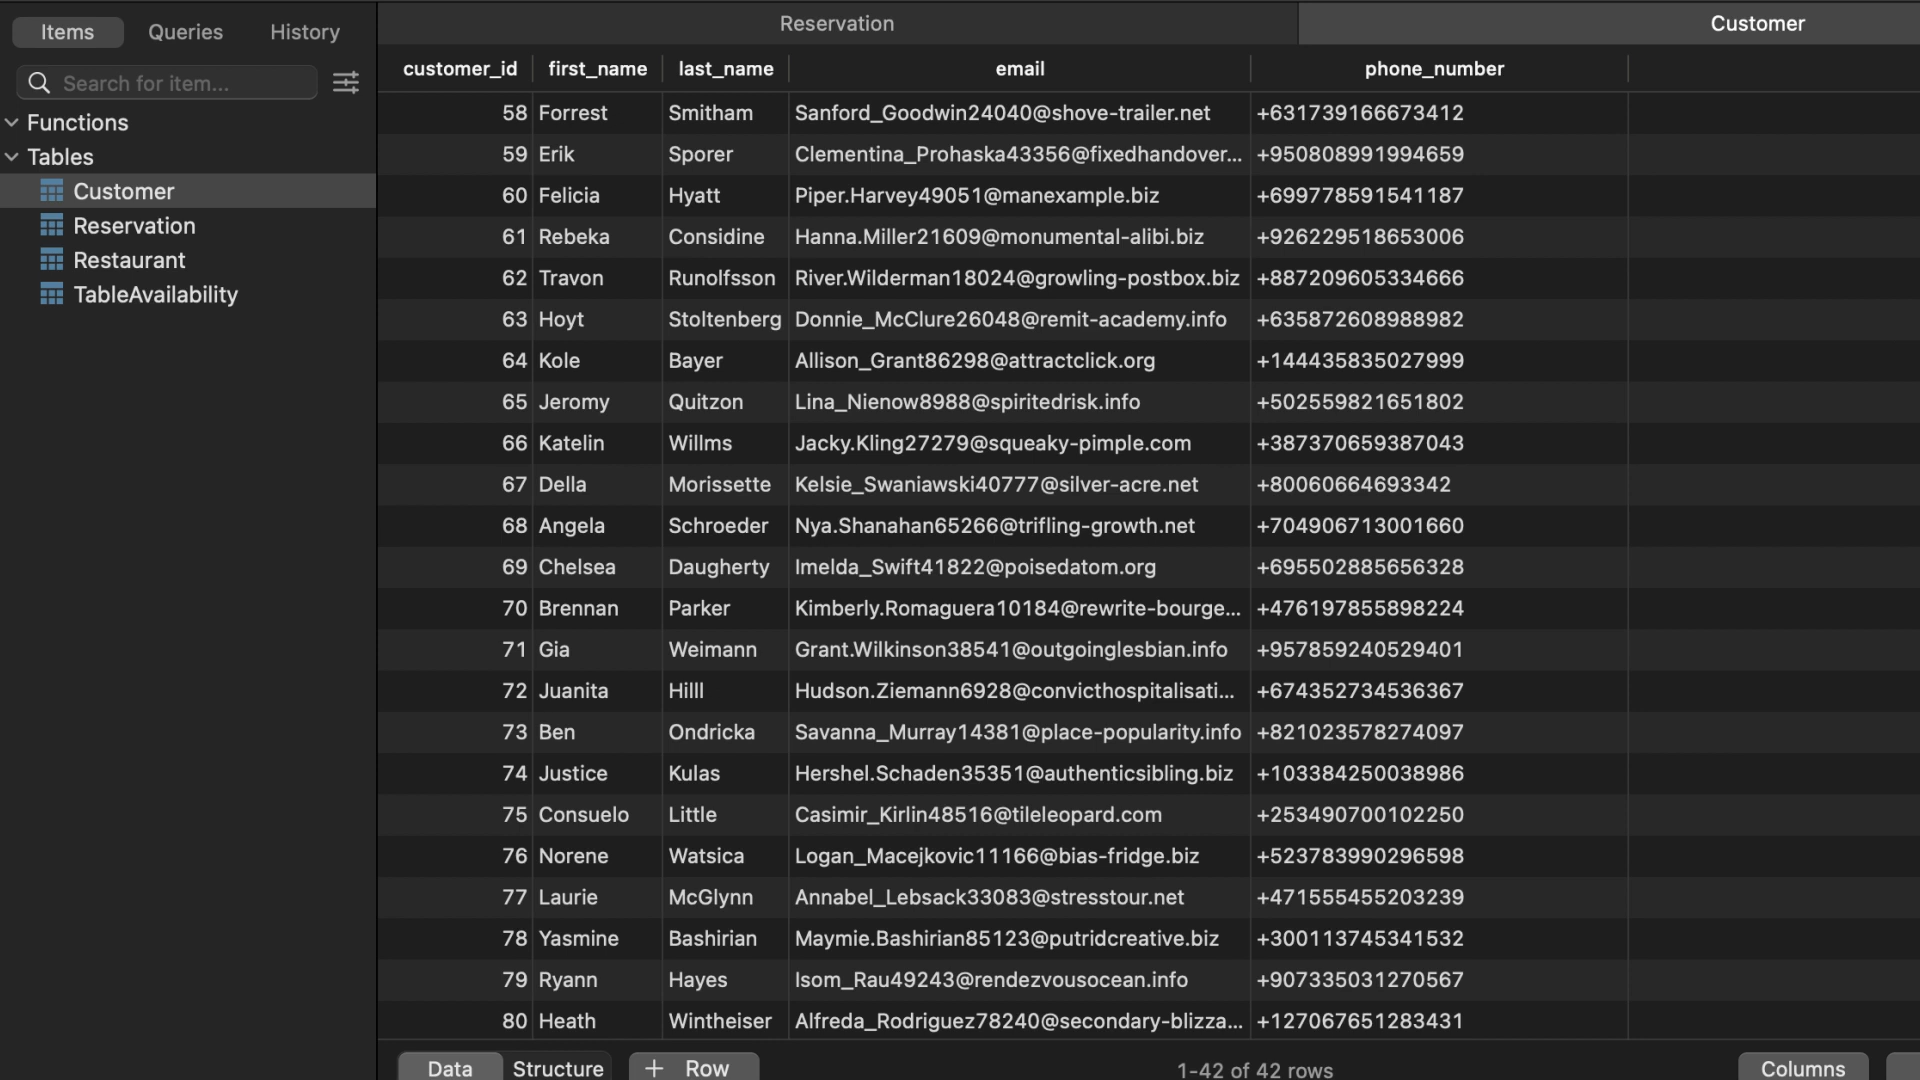 Items Queries History
Search for item...
Functions
Tables
Customer
Reservation
Restaurant
TableAvailability
Reservation Customer
customer_id first_name last_name email phone_number
58 Forrest Smitham Sanford_Goodwin24040@shove-trailer.net +631739166673412
59 Erik Sporer Clementina_Prohaska43356@fixedhandover... +950808991994659
60 Felicia Hyatt Piper.Harvey49051@manexample.biz +699778591541187
61 Rebeka Considine Hanna.Miller21609@monumental-alibi.biz +926229518653006
62 Travon Runolfsson River.Wilderman18024@growling-postbox.biz +887209605334666
63 Hoyt Stoltenberg Donnie_McClure26048@remit-academy.info +635872608988982
64 Kole Bayer Allison_Grant86298@attractclick.org +144435835027999
65 Jeromy Quitzon Lina_Nienow8988@spiritedrisk.info +502559821651802
66 Katelin Willms Jacky.Kling27279@squeaky-pimple.com +387370659387043
67 Della Morissette Kelsie_Swaniawski40777@silver-acre.net +80060664693342
68 Angela Schroeder Nya.Shanahan65266@trifling-growth.net +704906713001660
69 Chelsea Daugherty Imelda_Swift41822@poisedatom.org +695502885656328
70 Brennan Parker Kimberly.Romaguera10184@rewrite-bourge... +476197855898224
71 Gia Weimann Grant.Wilkinson38541@outgoinglesbian.info +957859240529401
72 Juanita Hilll Hudson.Ziemann6928@convicthospitalisati... +674352734536367
73 Ben Ondricka Savanna_Murray14381@place-popularity.info +821023578274097
74 Justice Kulas Hershel.Schaden35351@authenticsibling.biz +103384250038986
75 Consuelo Little Casimir_Kirlin48516@tileleopard.com +253490700102250
76 Norene Watsica Logan_Macejkovic11166@bias-fridge.biz +523783990296598
77 Laurie McGlynn Annabel_Lebsack33083@stresstour.net +471555455203239
78 Yasmine Bashirian Maymie.Bashirian85123@putridcreative.biz +300113745341532
79 Ryann Hayes Isom_Rau49243@rendezvousocean.info +907335031270567
80 Heath Wintheiser Alfreda_Rodriguez78240@secondary-blizza... +127067651283431
Data Structure + Row 1-42 of 42 rows Columns